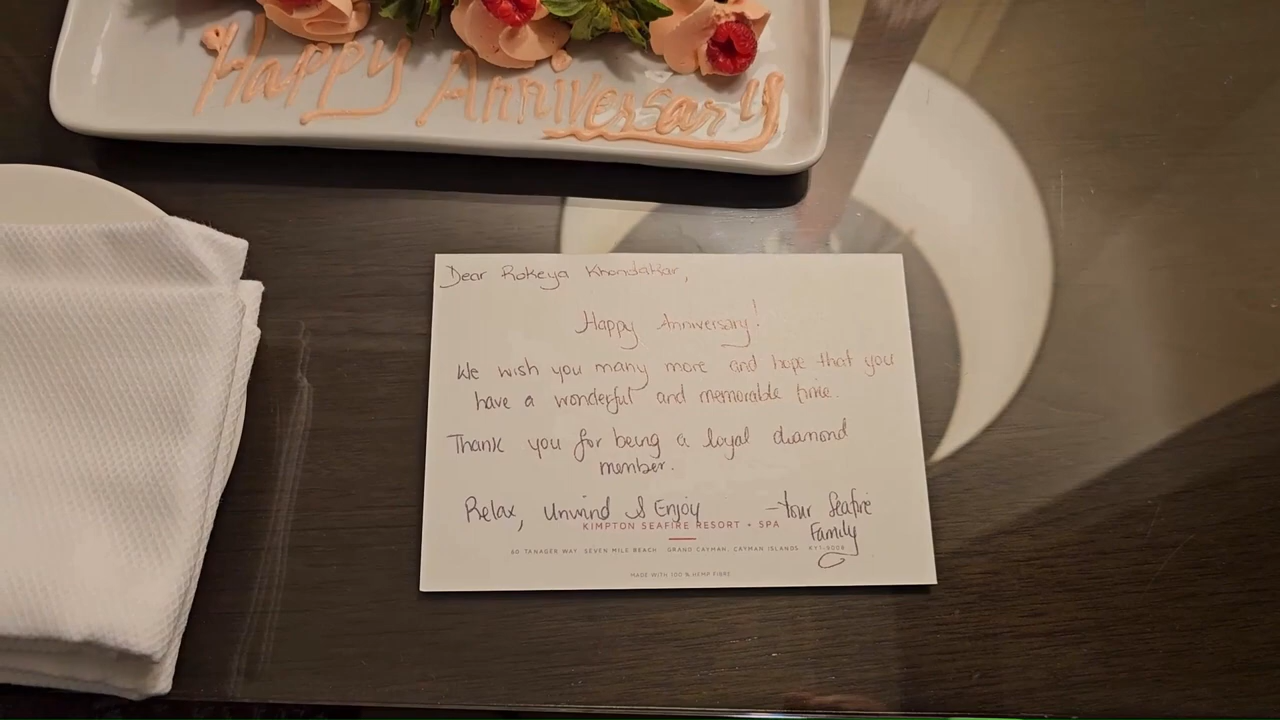 Happy Anniversary
Dear Rokeya Khondakar,
Happy Anniversary!
We wish you many more and hope that you
have a wonderful and memorable time.
Thank you for being a loyal diamond
member.
Relax, Unwind & Enjoy -Your Seafire
Family
KIMPTON SEAFIRE RESORT + SPA
60 TANAGER WAY SEVEN MILE BEACH GRAND CAYMAN, CAYMAN ISLANDS KY1-9008
MADE WITH 100 % HEMP FIBRE